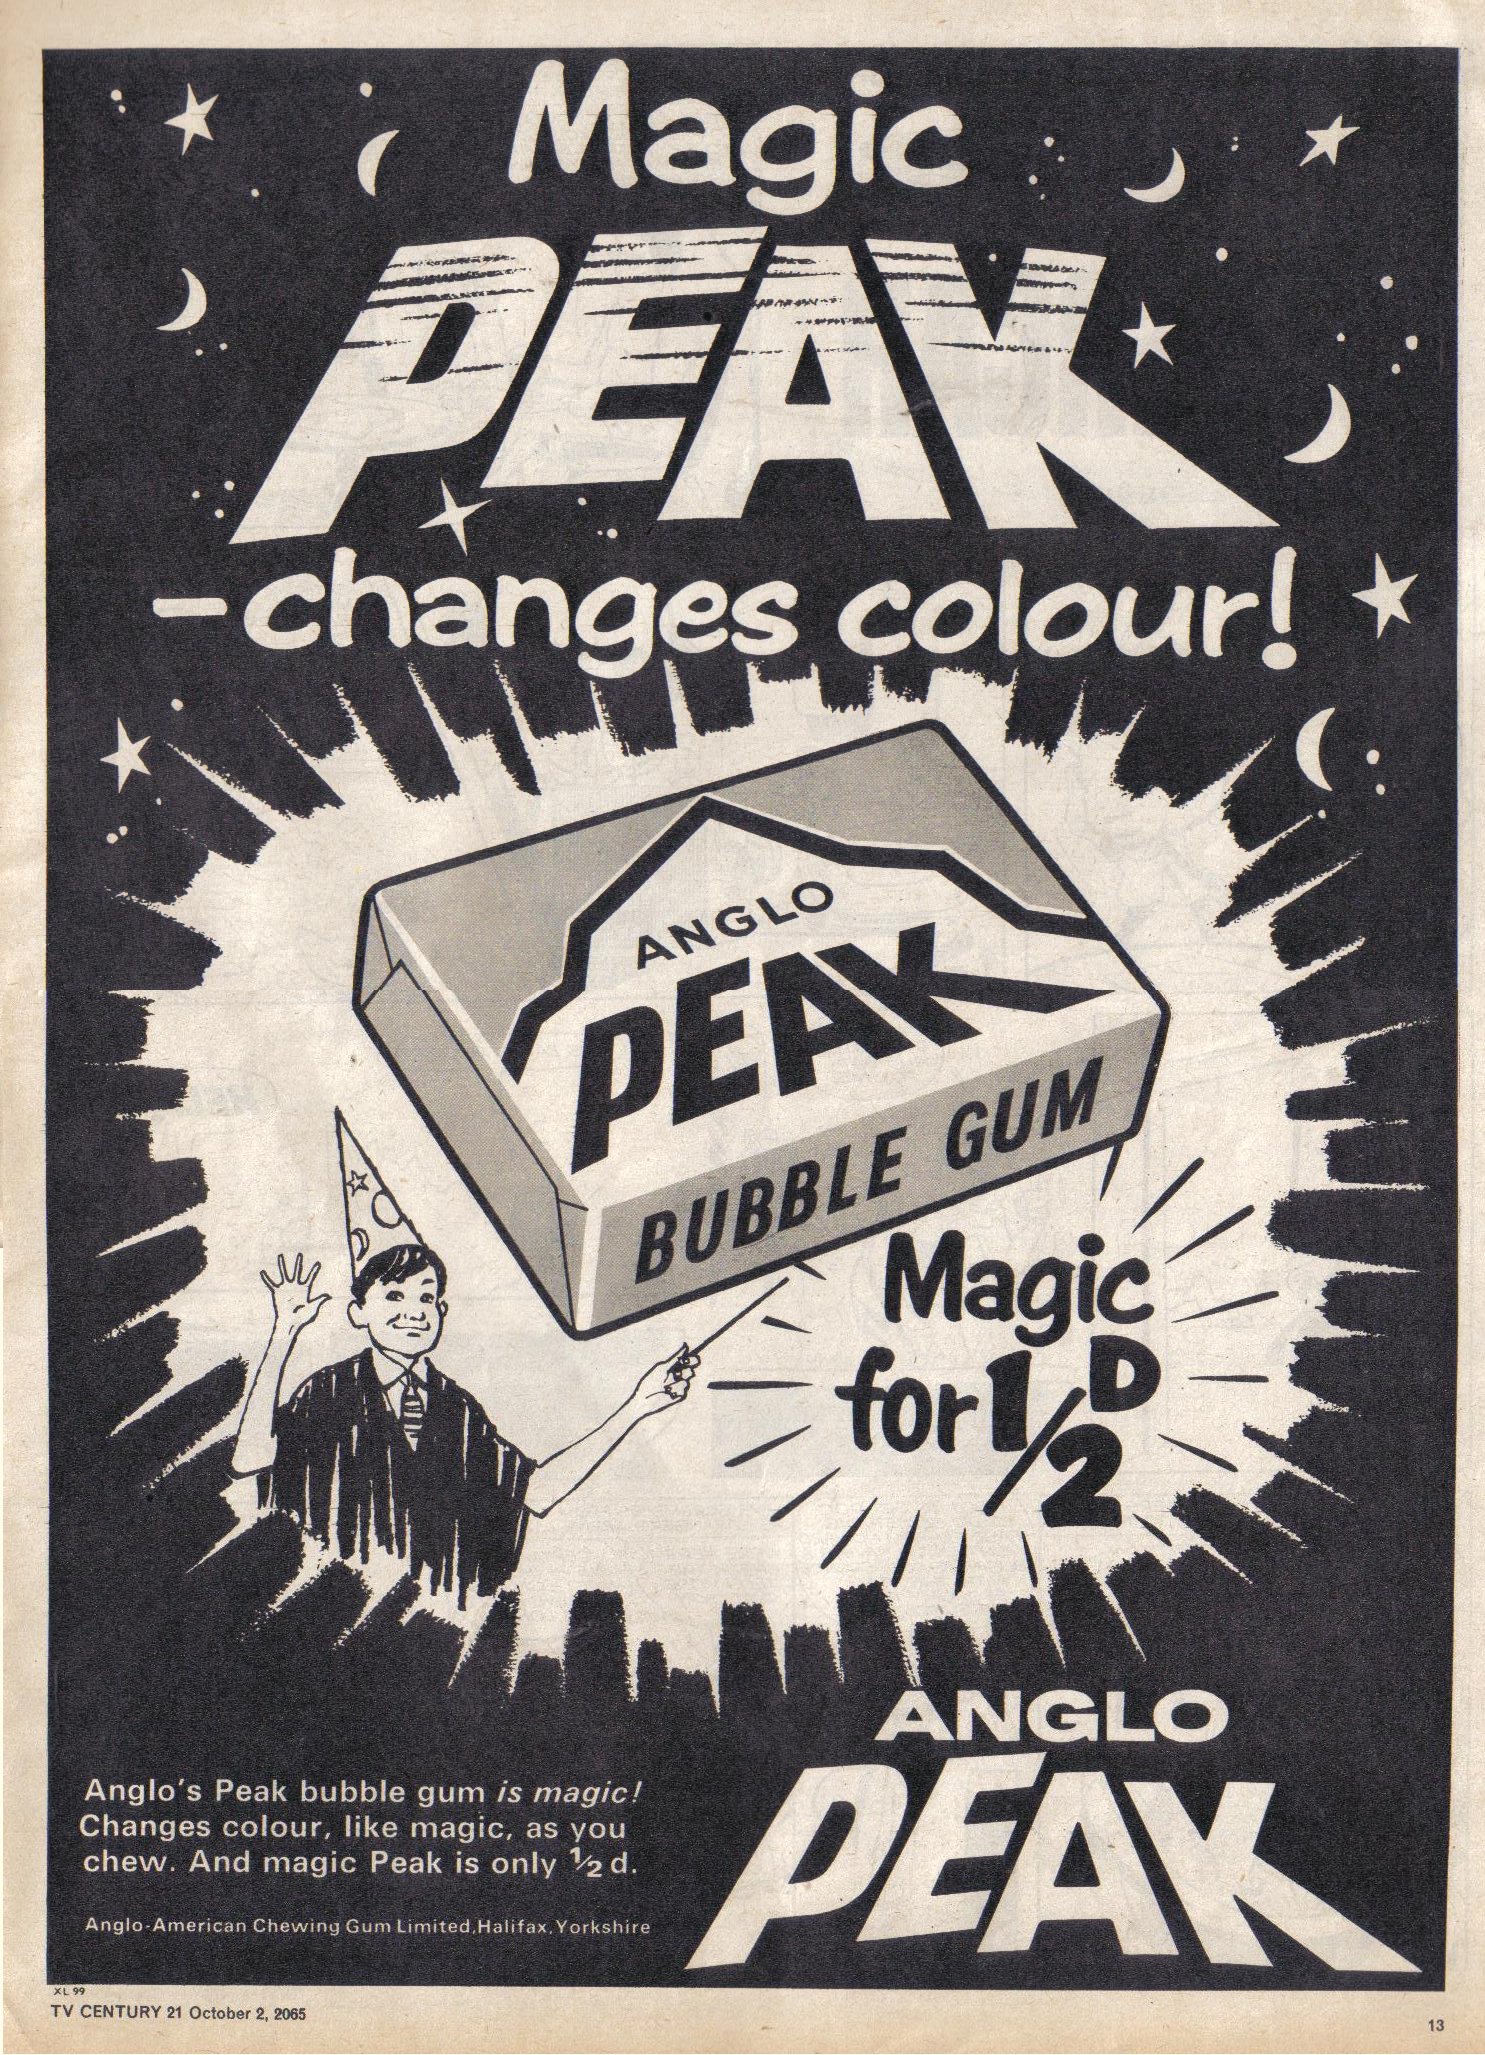 Magic
PEAK
-changes colour!
ANGLO
PEAK
BUBBLE GUM
Magic
for 1/2D
ANGLO
PEAK
Anglo's Peak bubble gum is magic!
Changes colour, like magic, as you
chew. And magic Peak is only ½ d.
Anglo-American Chewing Gum Limited, Halifax, Yorkshire
XL 99
TV CENTURY 21 October 2, 2065
13